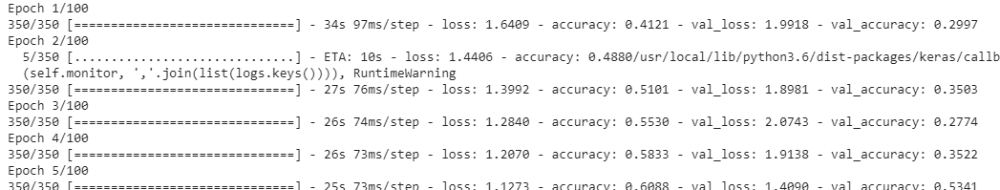 Epoch 1/100
350/350 [==============================] - 34s 97ms/step - loss: 1.6409 - accuracy: 0.4121 - val_loss: 1.9918 - val_accuracy: 0.2997
Epoch 2/100
5/350 [..............................] - ETA: 10s - loss: 1.4406 - accuracy: 0.4880/usr/local/lib/python3.6/dist-packages/keras/callb
(self.monitor, ','.join(list(logs.keys()))), RuntimeWarning
350/350 [==============================] - 27s 76ms/step - loss: 1.3992 - accuracy: 0.5101 - val_loss: 1.8981 - val_accuracy: 0.3503
Epoch 3/100
350/350 [==============================] - 26s 74ms/step - loss: 1.2840 - accuracy: 0.5530 - val_loss: 2.0743 - val_accuracy: 0.2774
Epoch 4/100
350/350 [==============================] - 26s 73ms/step - loss: 1.2070 - accuracy: 0.5833 - val_loss: 1.9138 - val_accuracy: 0.3522
Epoch 5/100
350/350 [==============================] - 25s 73ms/step - loss: 1.1273 - accuracy: 0.6088 - val_loss: 1.4090 - val_accuracy: 0.5341